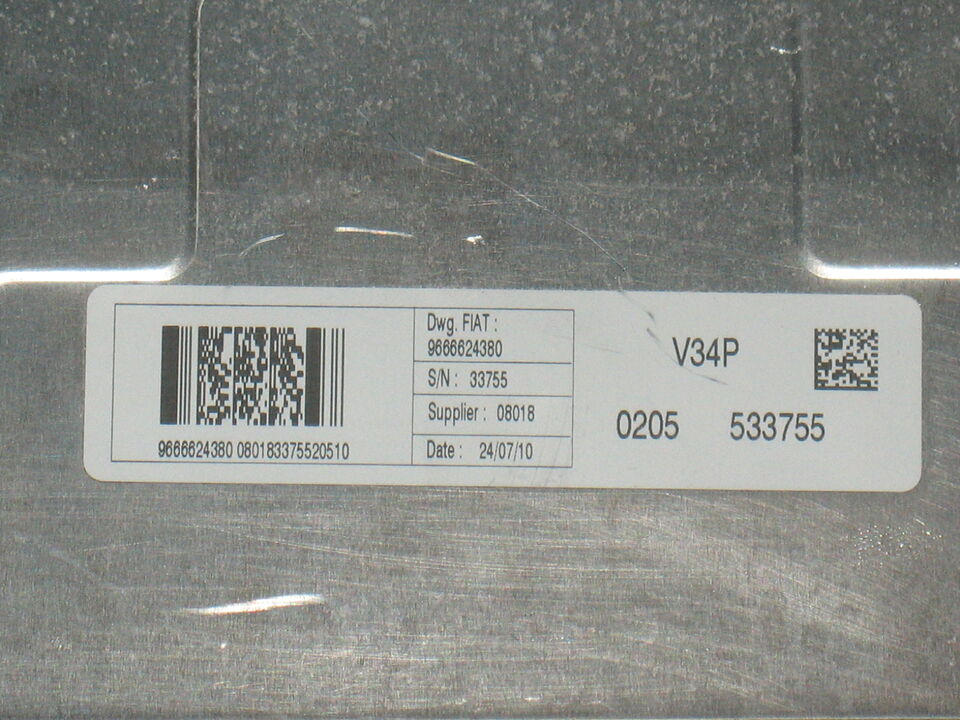 9666624380 080183375520510
Dwg. FIAT :
9666624380
S/N : 33755
Supplier : 08018
Date : 24/07/10
V34P
0205 533755